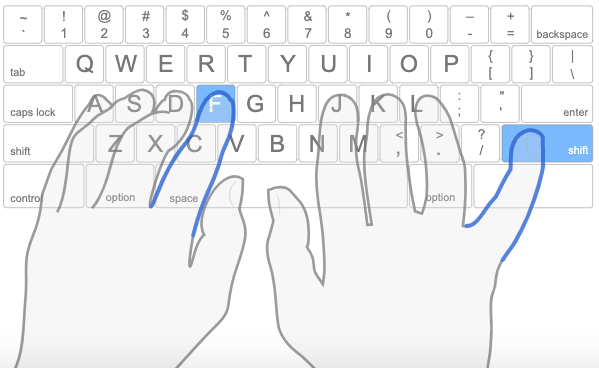 ~ ! @ # $ % ^ & * ( ) – +
` 1 2 3 4 5 6 7 8 9 0 - = backspace
tab Q W E R T Y U I O P { [ } ] | \
caps lock A S D F G H J K L : ; " ' enter
shift Z X C V B N M < , > . ? / shift
contro option space option